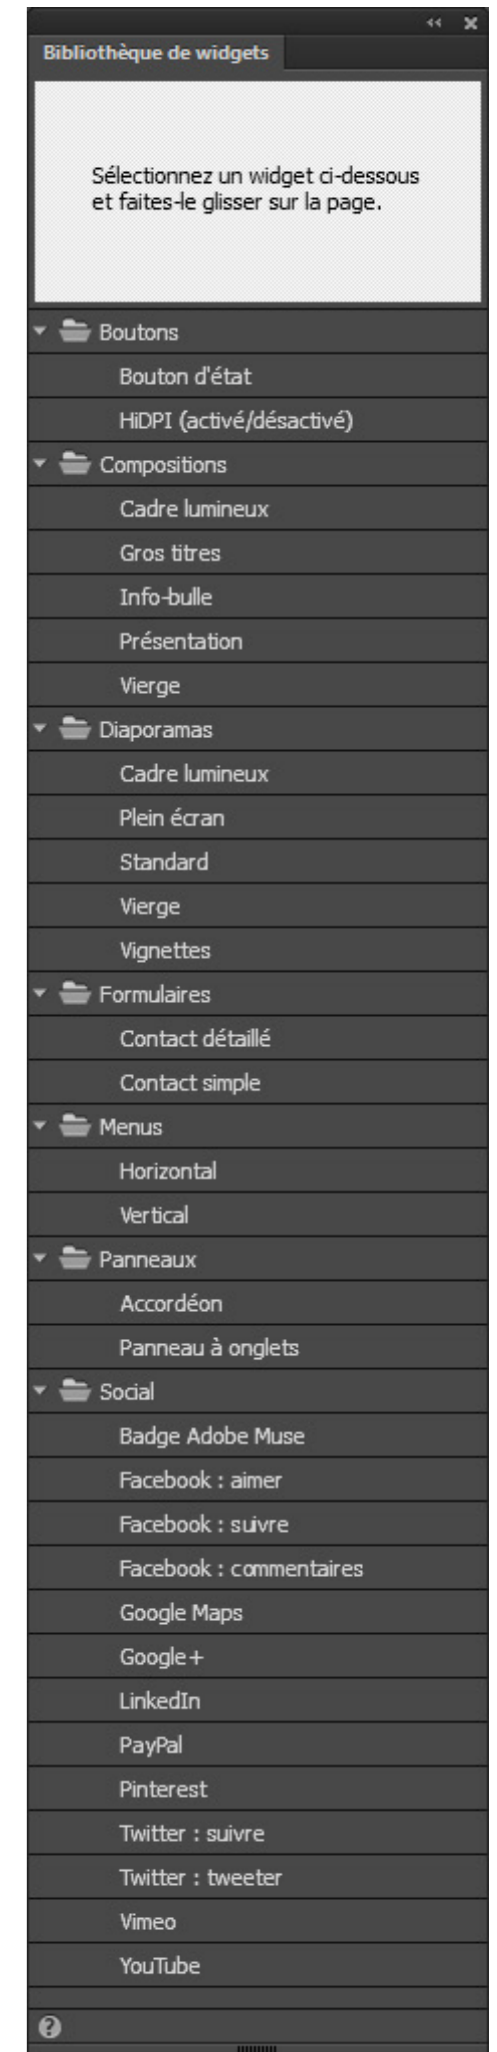 Bibliothèque de widgets
Sélectionnez un widget ci-dessous
et faites-le glisser sur la page.
Boutons
Bouton d'état
HiDPI (activé/désactivé)
Compositions
Cadre lumineux
Gros titres
Info-bulle
Présentation
Vierge
Diaporamas
Cadre lumineux
Plein écran
Standard
Vierge
Vignettes
Formulaires
Contact détaillé
Contact simple
Menus
Horizontal
Vertical
Panneaux
Accordéon
Panneau à onglets
Social
Badge Adobe Muse
Facebook : aimer
Facebook : suivre
Facebook : commentaires
Google Maps
Google+
LinkedIn
PayPal
Pinterest
Twitter : suivre
Twitter : tweeter
Vimeo
YouTube